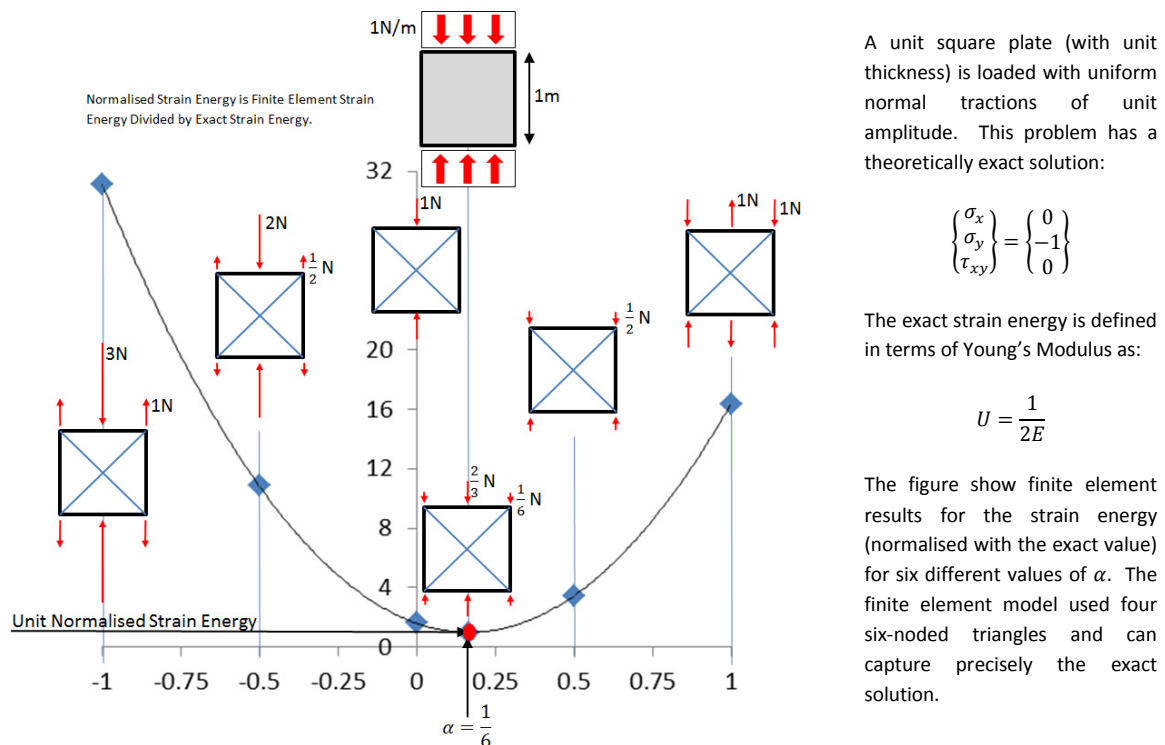 1N/m
1m
Normalised Strain Energy is Finite Element Strain
Energy Divided by Exact Strain Energy.
32
20
16
12
8
4
0
3N
1N
2N
1/2 N
1N
2/3 N
1/6 N
1/2 N
1N
1N
Unit Normalised Strain Energy
-1 -0.75 -0.5 -0.25 0 0.25 0.5 0.75 1
α = 1/6
A unit square plate (with unit
thickness) is loaded with uniform
normal tractions of unit
amplitude. This problem has a
theoretically exact solution:
{σx σy τxy} = {0 −1 0}
The exact strain energy is defined
in terms of Young's Modulus as:
U = 1/2E
The figure show finite element
results for the strain energy
(normalised with the exact value)
for six different values of α. The
finite element model used four
six-noded triangles and can
capture precisely the exact
solution.